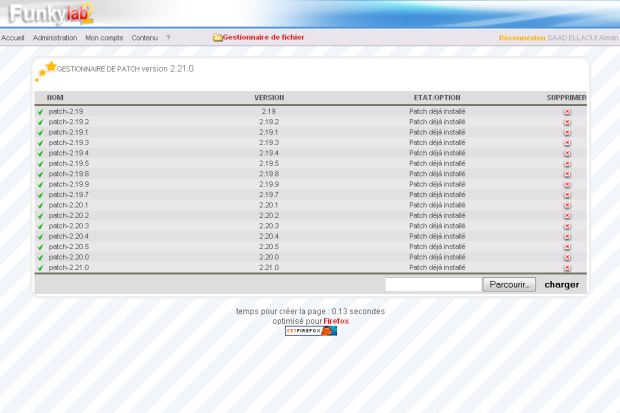 Funkylab2
Accueil Administration Mon compte Contenu ? Gestionnaire de fichier Déconnexion SAAD ELLAOUI Aiman
GESTIONNAIRE DE PATCH version 2.21.0
NOM VERSION ETAT/OPTION SUPPRIMER
patch-2.19 2.19 Patch déjà installé
patch-2.19.2 2.19.2 Patch déjà installé
patch-2.19.1 2.19.1 Patch déjà installé
patch-2.19.3 2.19.3 Patch déjà installé
patch-2.19.4 2.19.4 Patch déjà installé
patch-2.19.5 2.19.5 Patch déjà installé
patch-2.19.8 2.19.8 Patch déjà installé
patch-2.19.9 2.19.9 Patch déjà installé
patch-2.19.7 2.19.7 Patch déjà installé
patch-2.20.1 2.20.1 Patch déjà installé
patch-2.20.2 2.20.2 Patch déjà installé
patch-2.20.3 2.20.3 Patch déjà installé
patch-2.20.4 2.20.4 Patch déjà installé
patch-2.20.5 2.20.5 Patch déjà installé
patch-2.20.0 2.20.0 Patch déjà installé
patch-2.21.0 2.21.0 Patch déjà installé
Parcourir.. charger
temps pour créer la page : 0.13 secondes
optimisé pour Firefox
GETFIREFOX